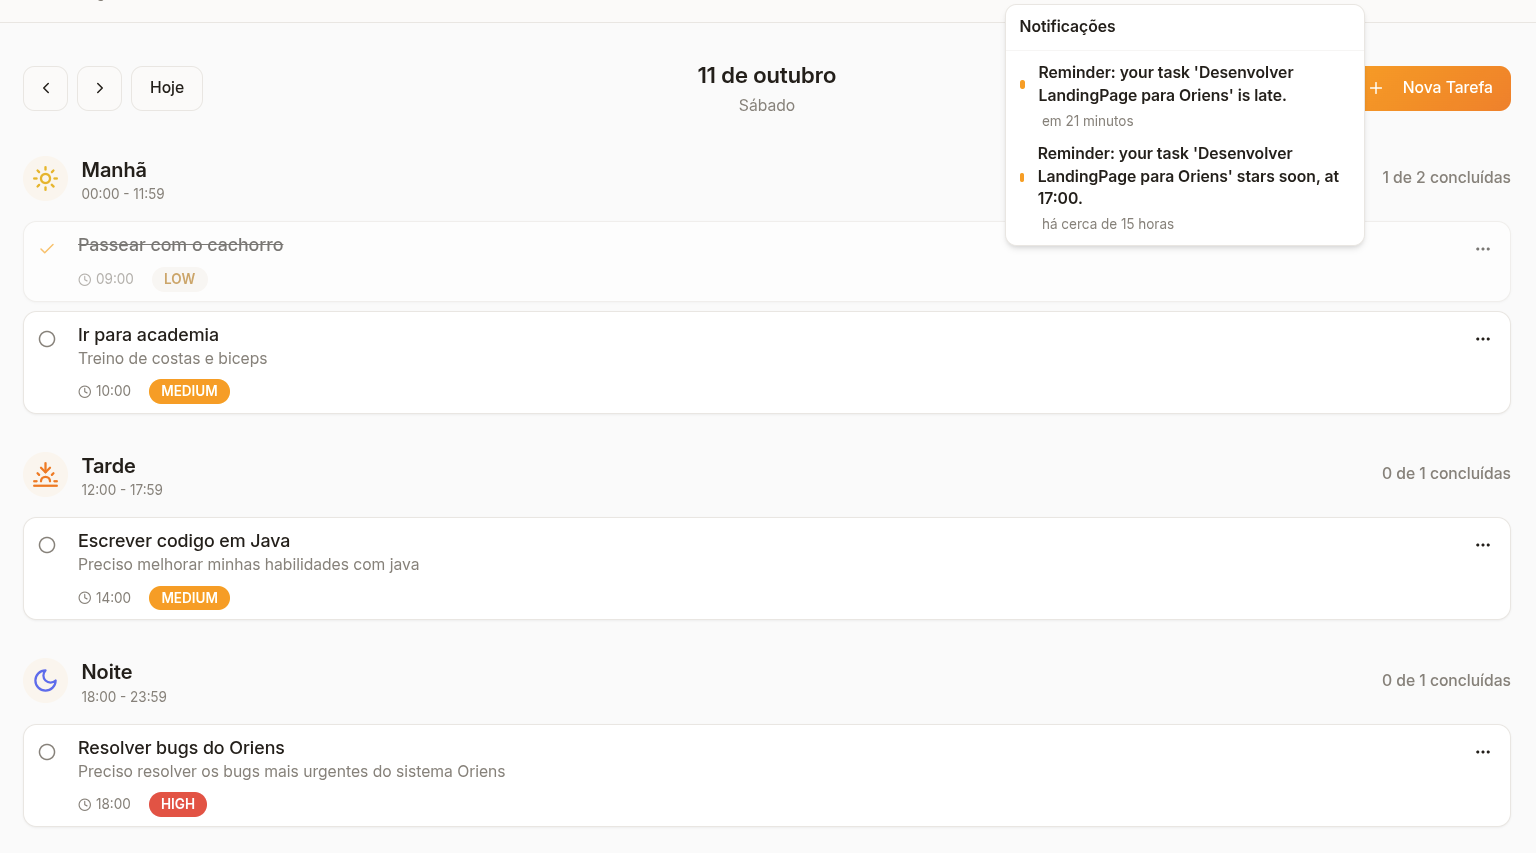 Hoje
11 de outubro
Sábado
Nova Tarefa
Notificações
Reminder: your task 'Desenvolver
LandingPage para Oriens' is late.
em 21 minutos
Reminder: your task 'Desenvolver
LandingPage para Oriens' stars soon, at
17:00.
há cerca de 15 horas
Manhã
00:00 - 11:59
1 de 2 concluídas
Passear com o cachorro
09:00 LOW
Ir para academia
Treino de costas e biceps
10:00 MEDIUM
Tarde
12:00 - 17:59
0 de 1 concluídas
Escrever codigo em Java
Preciso melhorar minhas habilidades com java
14:00 MEDIUM
Noite
18:00 - 23:59
0 de 1 concluídas
Resolver bugs do Oriens
Preciso resolver os bugs mais urgentes do sistema Oriens
18:00 HIGH